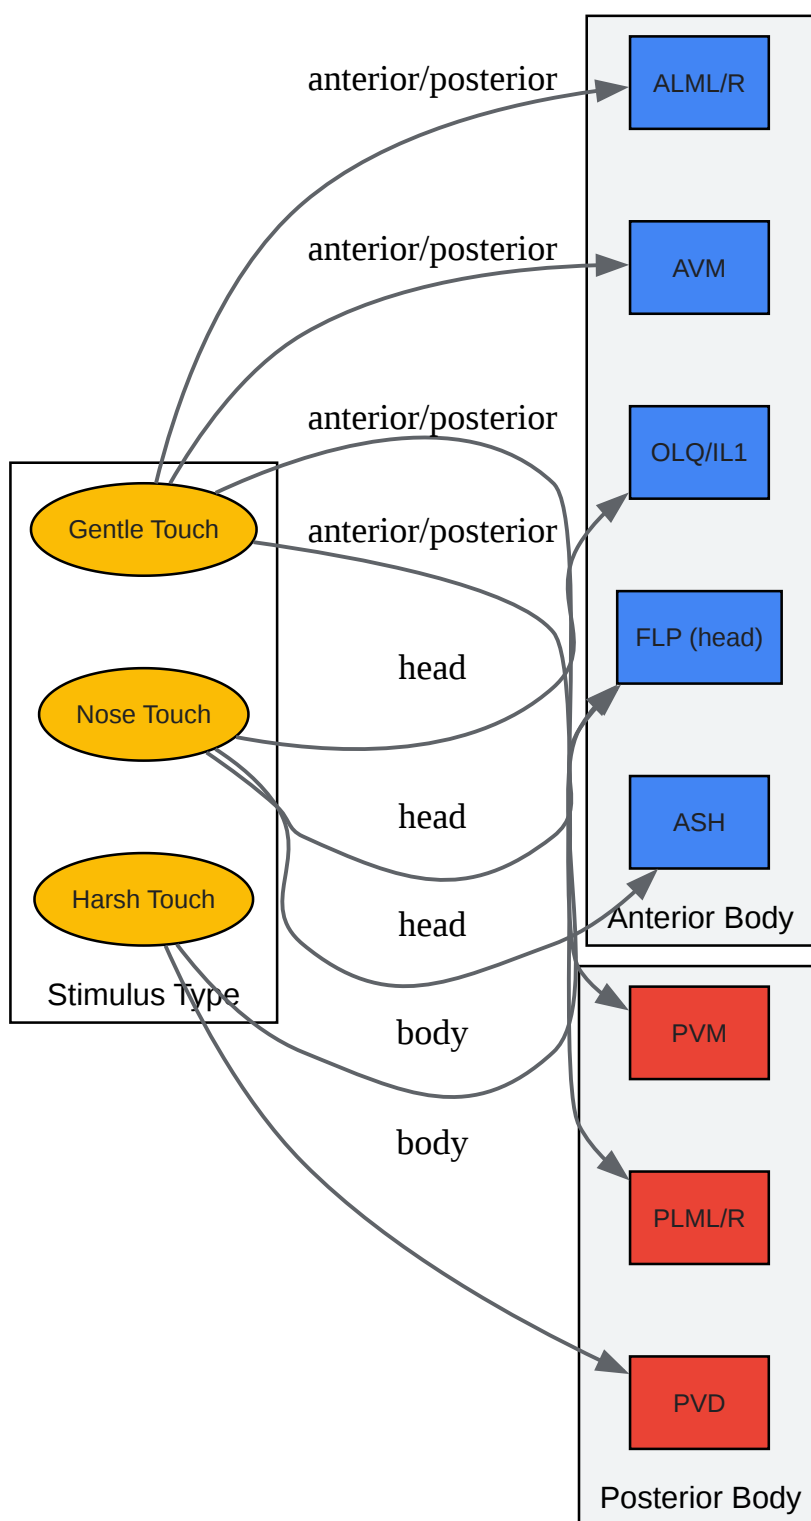 anterior/posterior
ALML/R
anterior/posterior
AVM
anterior/posterior
OLQ/IL1
Gentle Touch
anterior/posterior
FLP (head)
head
Nose Touch
head
ASH
Harsh Touch
head
Anterior Body
Stimulus Type
body
PVM
body
PLML/R
PVD
Posterior Body